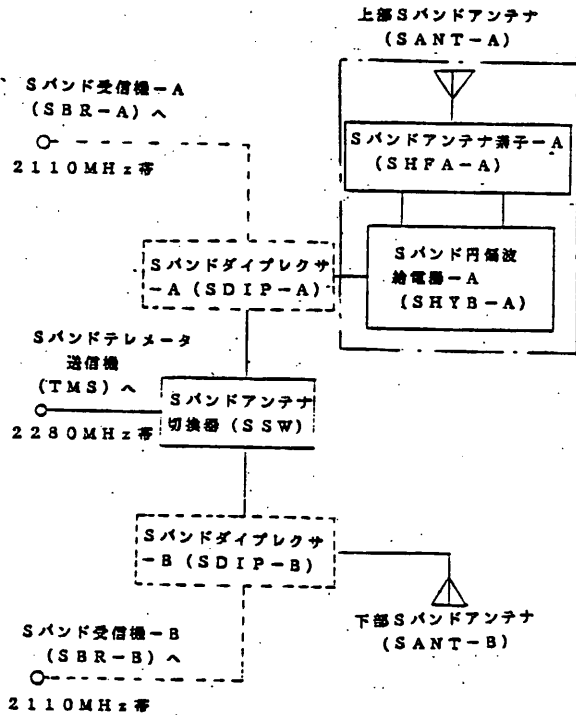 上部Sバンドアンテナ
(SANT-A)
Sバンド受信機-A
(SBR-A)へ
2110MHz帯
Sバンドアンテナ素子-A
(SHFA-A)
Sバンド円偏波
給電器-A
(SHYB-A)
Sバンドダイプレクサ
-A(SDIP-A)
Sバンドテレメータ
送信機
(TMS)へ
2280MHz帯
Sバンドアンテナ
切換器(SSW)
Sバンドダイプレクサ
-B(SDIP-B)
下部Sバンドアンテナ
(SANT-B)
Sバンド受信機-B
(SBR-B)へ
2110MHz帯